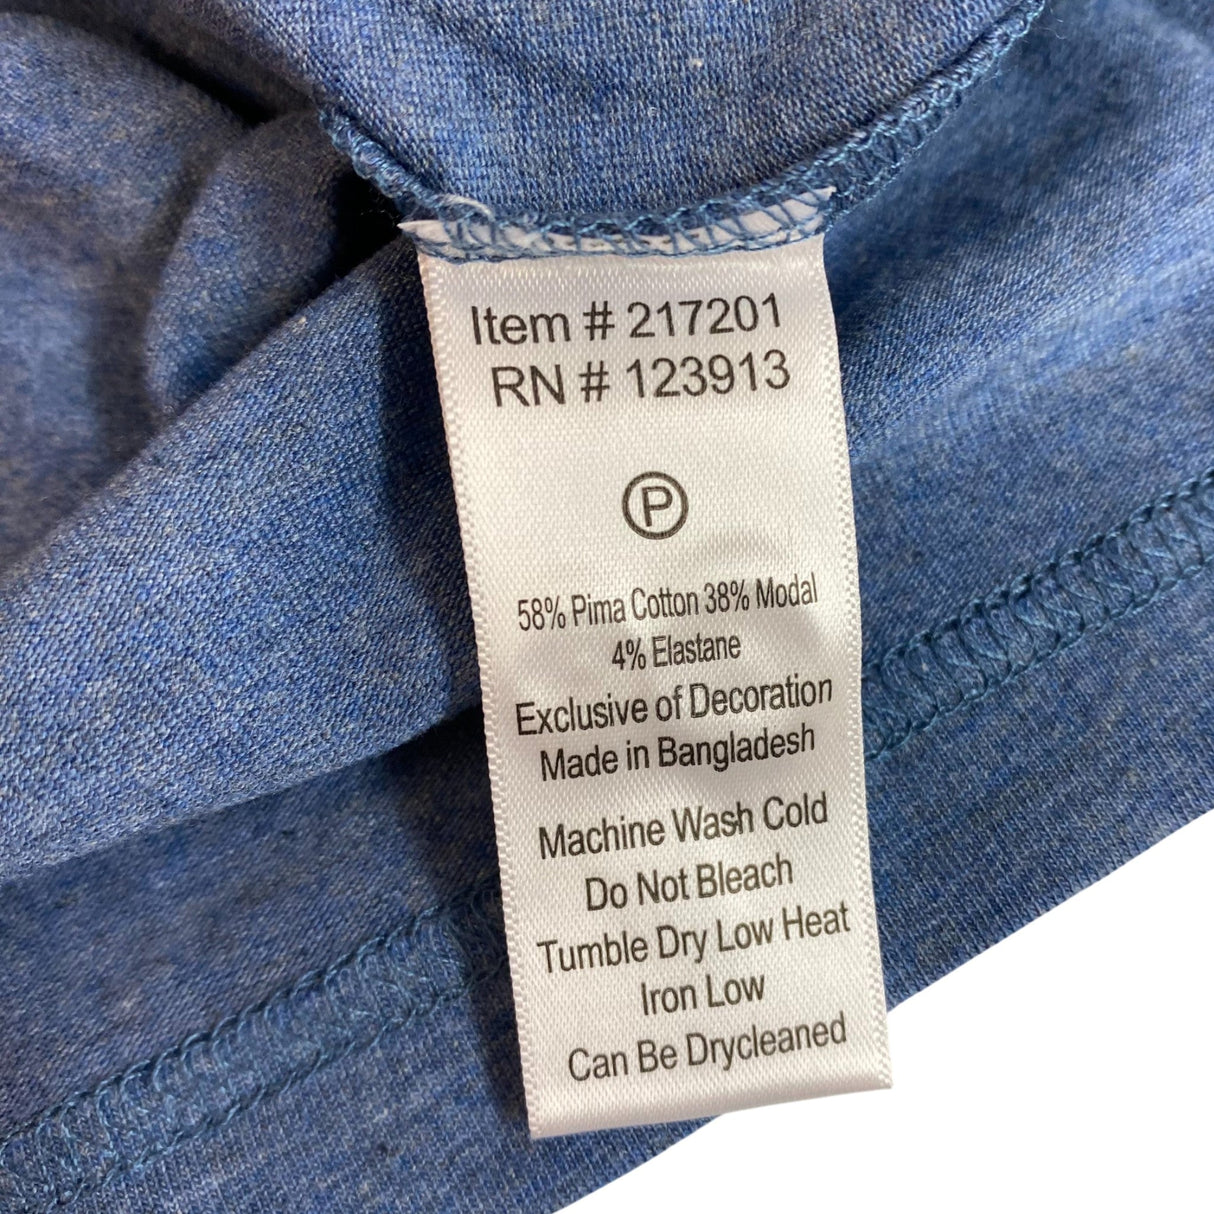 Item # 217201
RN # 123913
P
58% Pima Cotton 38% Modal
4% Elastane
Exclusive of Decoration
Made in Bangladesh
Machine Wash Cold
Do Not Bleach
Tumble Dry Low Heat
Iron Low
Can Be Drycleaned